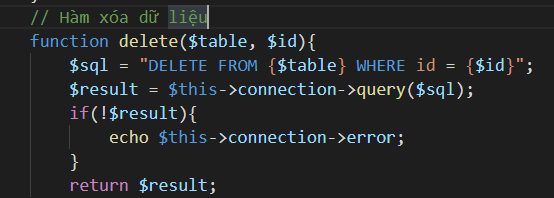 // Hàm xóa dữ liệu
function delete($table, $id){
$sql = "DELETE FROM {$table} WHERE id = {$id}";
$result = $this->connection->query($sql);
if(!$result){
echo $this->connection->error;
}
return $result;